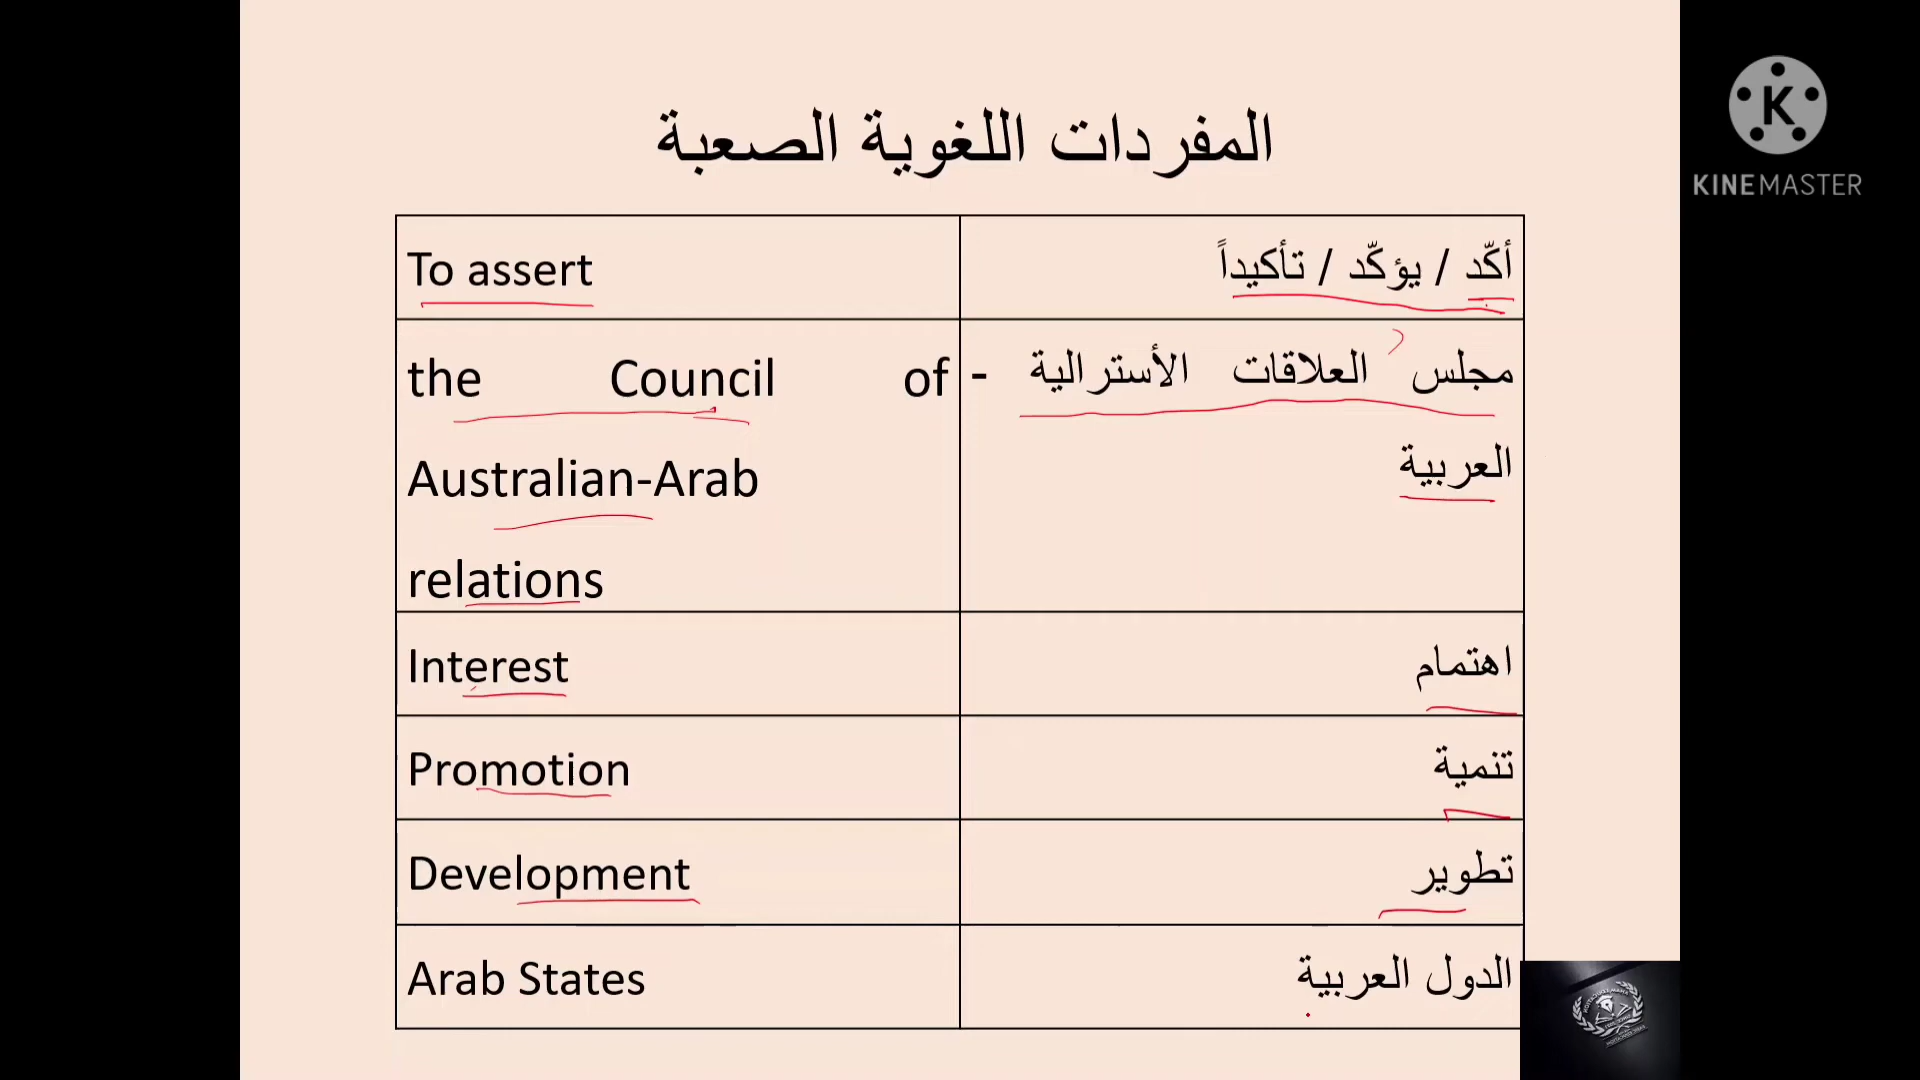 المفردات اللغوية الصعبة
To assert
أكّد / يؤكّد / تأكيداً
the Council of
Australian-Arab
relations
مجلس العلاقات الأسترالية -
العربية
Interest
اهتمام
Promotion
تنمية
Development
تطوير
Arab States
الدول العربية
K
KINEMASTER